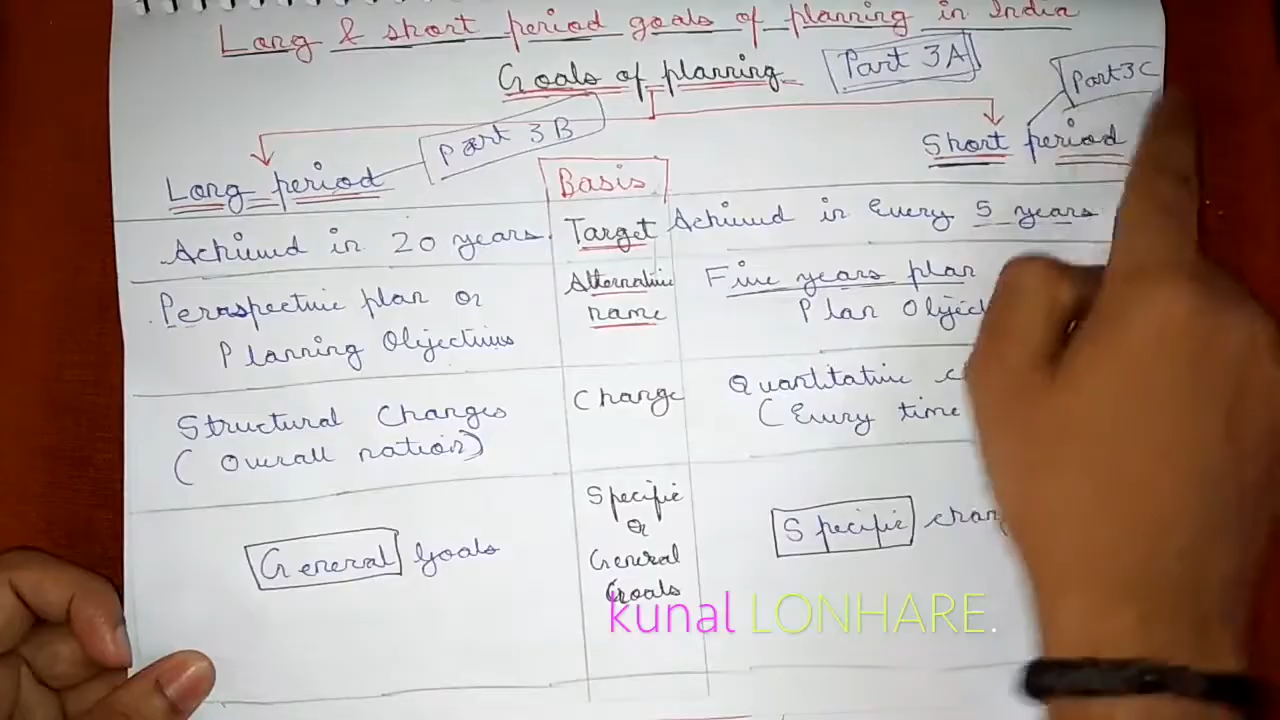 Long & short period goals of planning in India
Goals of planning
Part 3A
Part 3C
Part 3B
Long period
Basis
Short period
Achieved in 20 years.
Target
Achieved in Every 5 years
Perspective plan or
Planning Objectives
Alternative
name
Five years plan
Plan
Structural Changes
(Overall nation)
Change
Quantitative
(Every time
General goals
Specific
or
General
Goals
Specific
kunal LONHARE.